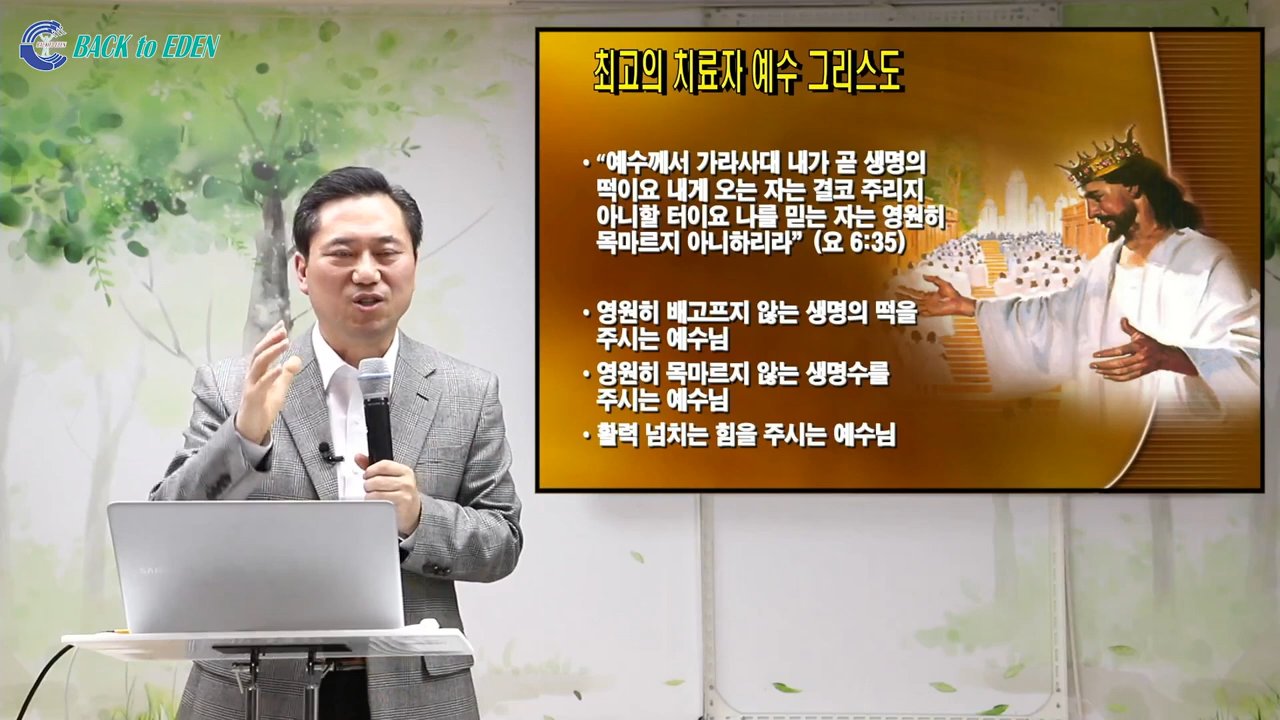 BACK to EDEN
최고의 치료자 예수 그리스도
• “예수께서 가라사대 내가 곧 생명의
떡이요 내게 오는 자는 결코 주리지
아니할 터이요 나를 믿는 자는 영원히
목마르지 아니하리라” (요 6:35)
• 영원히 배고프지 않는 생명의 떡을
주시는 예수님
• 영원히 목마르지 않는 생명수를
주시는 예수님
• 활력 넘치는 힘을 주시는 예수님